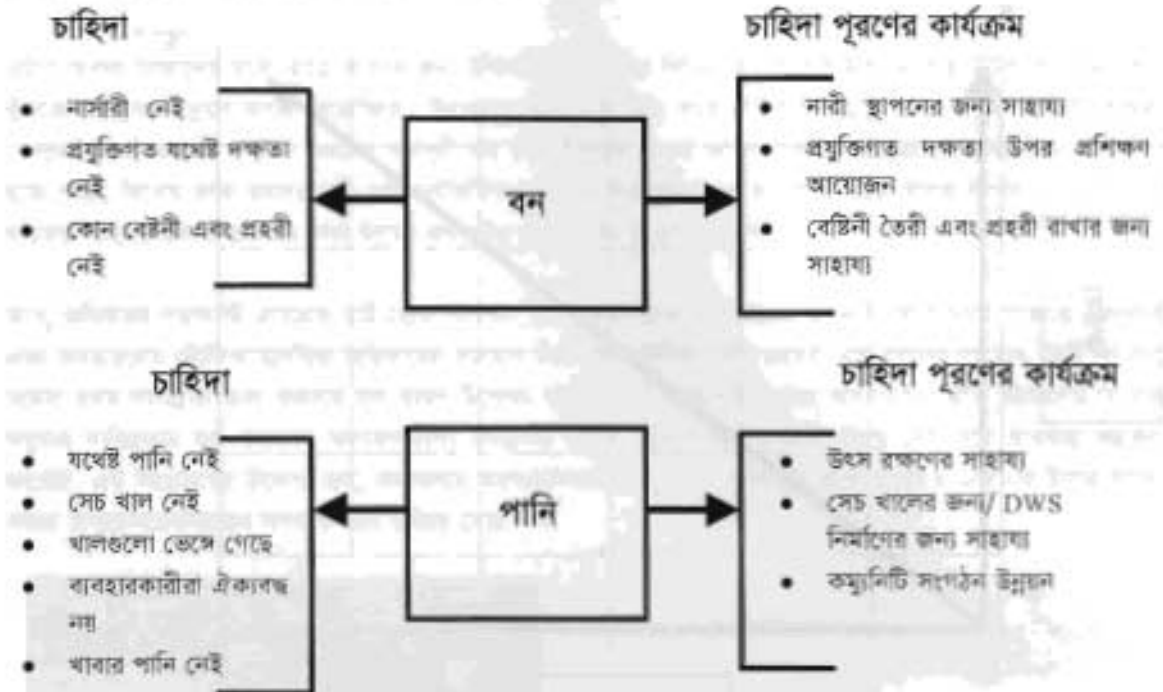 চাহিদা
চাহিদা পূরণের কার্যক্রম
নার্সারী নেই
প্রযুক্তিগত যথেষ্ট দক্ষতা
নেই
কোন বেষ্টনী এবং প্রহরী
নেই
বন
নারী স্থাপনের জন্য সাহায্য
প্রযুক্তিগত দক্ষতা উপর প্রশিক্ষণ
আয়োজন
বেষ্টিনী তৈরী এবং প্রহরী রাখার জন্য
সাহায্য
চাহিদা
চাহিদা পূরণের কার্যক্রম
যথেষ্ট পানি নেই
সেচ খাল নেই
খালগুলো ভেঙ্গে গেছে
ব্যবহারকারীরা ঐক্যবদ্ধ
নয়
খাবার পানি নেই
পানি
উৎস রক্ষণের সাহায্য
সেচ খালের জন্য/ DWS
নির্মাণের জন্য সাহায্য
কম্যুনিটি সংগঠন উন্নয়ন